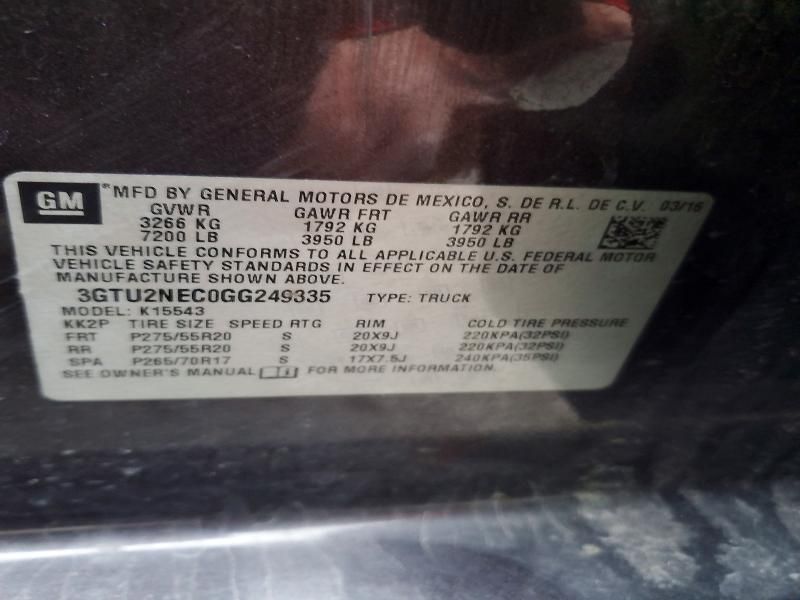 GM MFD BY GENERAL MOTORS DE MEXICO, S. DE R.L. DE C.V. 03/16
GVWR GAWR FRT GAWR RR
3266 KG 1792 KG 1792 KG
7200 LB 3950 LB 3950 LB
THIS VEHICLE CONFORMS TO ALL APPLICABLE U.S. FEDERAL MOTOR
VEHICLE SAFETY STANDARDS IN EFFECT ON THE DATE OF
MANUFACTURE SHOWN ABOVE.
3GTU2NEC0GG249335 TYPE: TRUCK
MODEL: K15543
KK2P TIRE SIZE SPEED RTG RIM COLD TIRE PRESSURE
FRT P275/55R20 S 20X9J 220KPA(32PSI)
RR P275/55R20 S 20X9J 220KPA(32PSI)
SPA P265/70R17 S 17X7.5J 240KPA(35PSI)
SEE OWNER'S MANUAL FOR MORE INFORMATION.